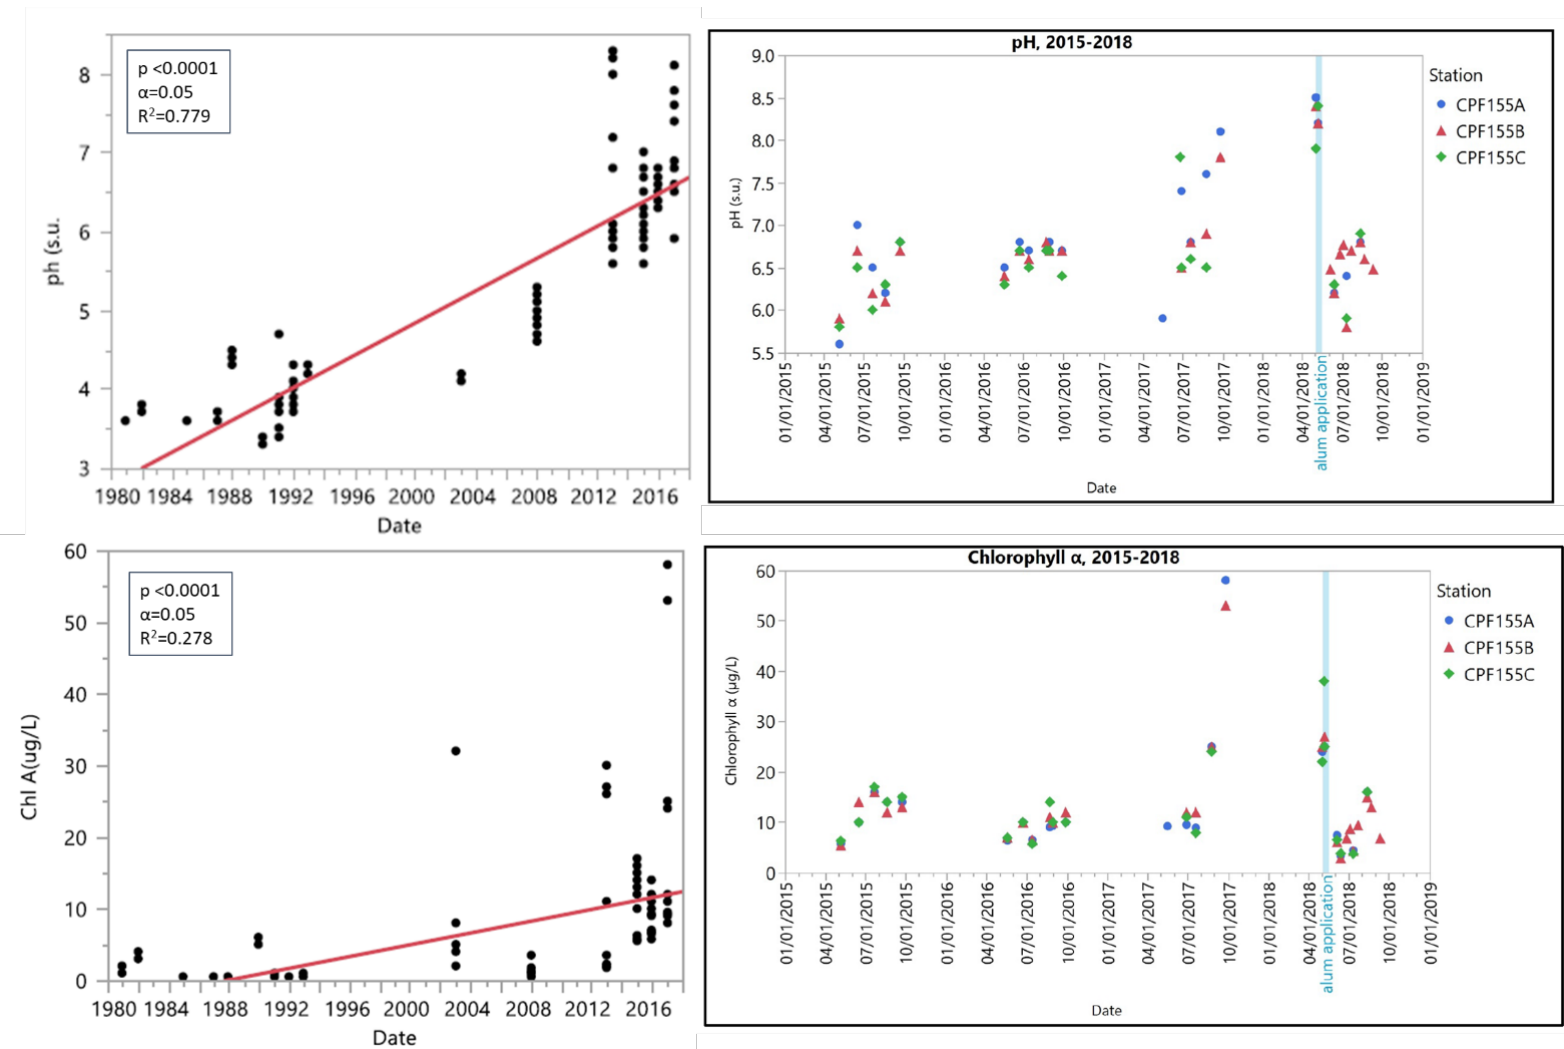 p <0.0001
α=0.05
R²=0.779
8
7
6
5
4
3
ph (s.u.
1980 1984 1988 1992 1996 2000 2004 2008 2012 2016
Date
pH, 2015-2018
9.0
8.5
8.0
7.5
7.0
6.5
6.0
5.5
pH (s.u.)
Station
CPF155A
CPF155B
CPF155C
01/01/2015
04/01/2015
07/01/2015
10/01/2015
01/01/2016
04/01/2016
07/01/2016
10/01/2016
01/01/2017
04/01/2017
07/01/2017
10/01/2017
01/01/2018
04/01/2018
alum application
07/01/2018
10/01/2018
01/01/2019
Date
60
50
40
30
20
10
0
p <0.0001
α=0.05
R²=0.278
Chl A(ug/L)
1980 1984 1988 1992 1996 2000 2004 2008 2012 2016
Date
Chlorophyll α, 2015-2018
60
50
40
30
20
10
0
Chlorophyll α (µg/L)
Station
CPF155A
CPF155B
CPF155C
01/01/2015
04/01/2015
07/01/2015
10/01/2015
01/01/2016
04/01/2016
07/01/2016
10/01/2016
01/01/2017
04/01/2017
07/01/2017
10/01/2017
01/01/2018
04/01/2018
alum application
07/01/2018
10/01/2018
01/01/2019
Date